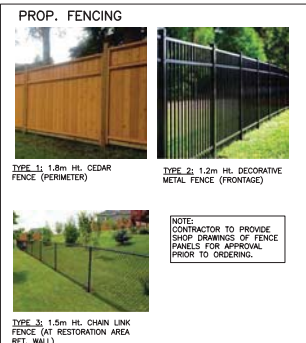 PROP. FENCING
TYPE 1: 1.8m Ht. CEDAR
FENCE (PERIMETER)
TYPE 2: 1.2m Ht. DECORATIVE
METAL FENCE (FRONTAGE)
NOTE:
CONTRACTOR TO PROVIDE
SHOP DRAWINGS OF FENCE
PANELS FOR APPROVAL
PRIOR TO ORDERING.
TYPE 3: 1.5m Ht. CHAIN LINK
FENCE (AT RESTORATION AREA
RET. WALL)